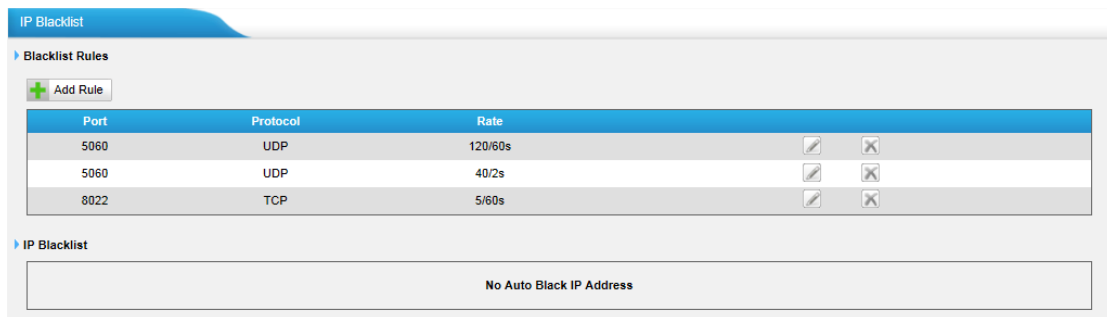 IP Blacklist
Blacklist Rules
Add Rule
Port Protocol Rate
5060 UDP 120/60s
5060 UDP 40/2s
8022 TCP 5/60s
IP Blacklist
No Auto Black IP Address